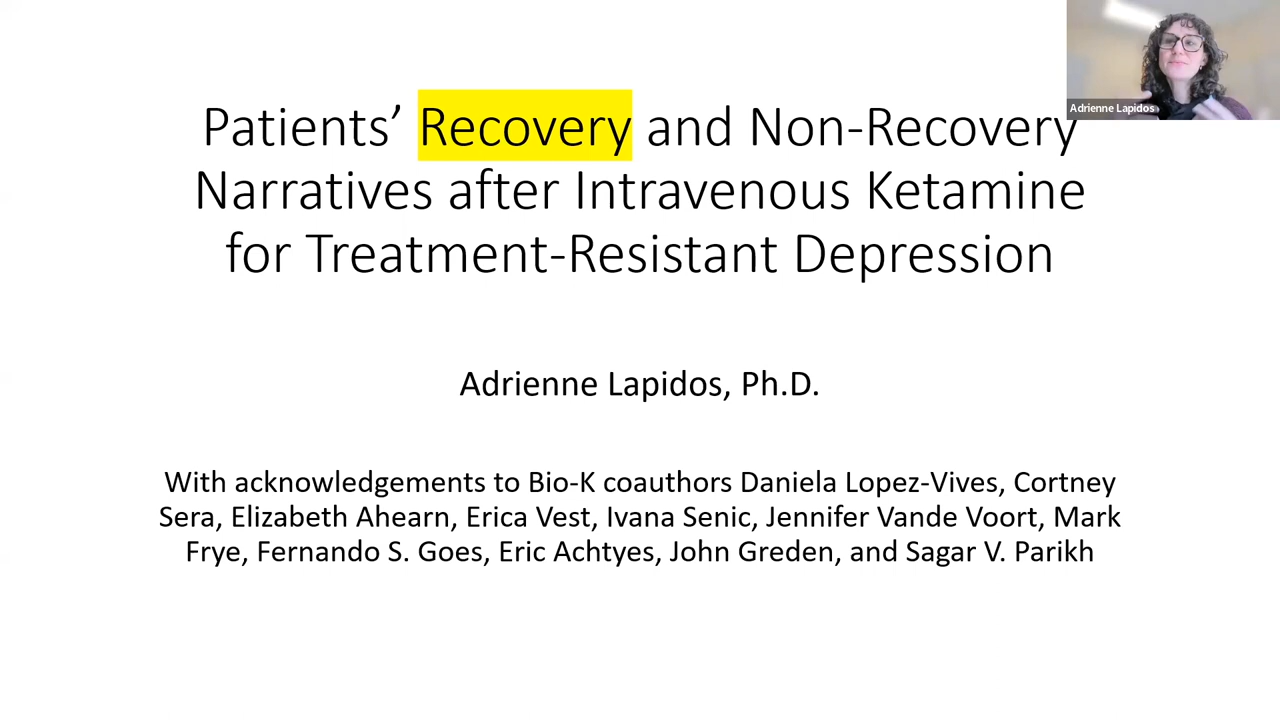 Adrienne Lapidos
Patients’ Recovery and Non-Recovery
Narratives after Intravenous Ketamine
for Treatment-Resistant Depression
Adrienne Lapidos, Ph.D.
With acknowledgements to Bio-K coauthors Daniela Lopez-Vives, Cortney
Sera, Elizabeth Ahearn, Erica Vest, Ivana Senic, Jennifer Vande Voort, Mark
Frye, Fernando S. Goes, Eric Achtyes, John Greden, and Sagar V. Parikh